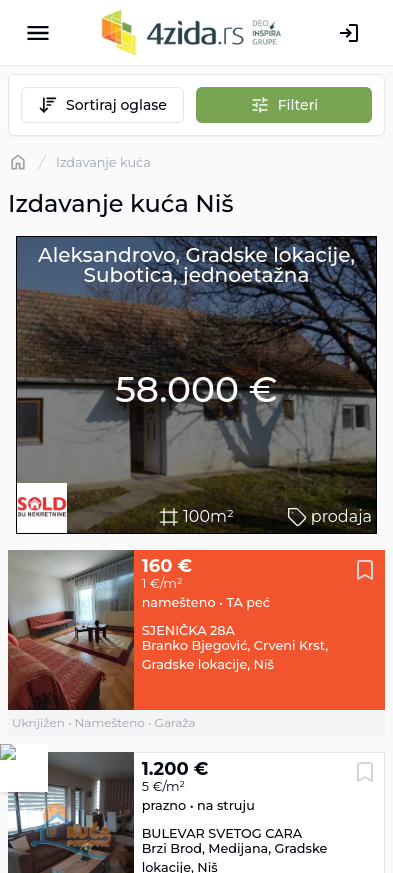 4zida.rs
DEO
INSPIRA
GRUPE
Sortiraj oglase
Filteri
/ Izdavanje kuća
Izdavanje kuća Niš
Aleksandrovo, Gradske lokacije,
Subotica, jednoetažna
58.000 €
SOLD
SU NEKRETNINE
100m²
prodaja
160 €
1 €/m²
namešteno • TA peć
SJENIČKA 28A
Branko Bjegović, Crveni Krst,
Gradske lokacije, Niš
Uknjižen • Namešteno • Garaža
1.200 €
5 €/m²
prazno • na struju
BULEVAR SVETOG CARA
Brzi Brod, Medijana, Gradske
lokacije, Niš
KUĆA